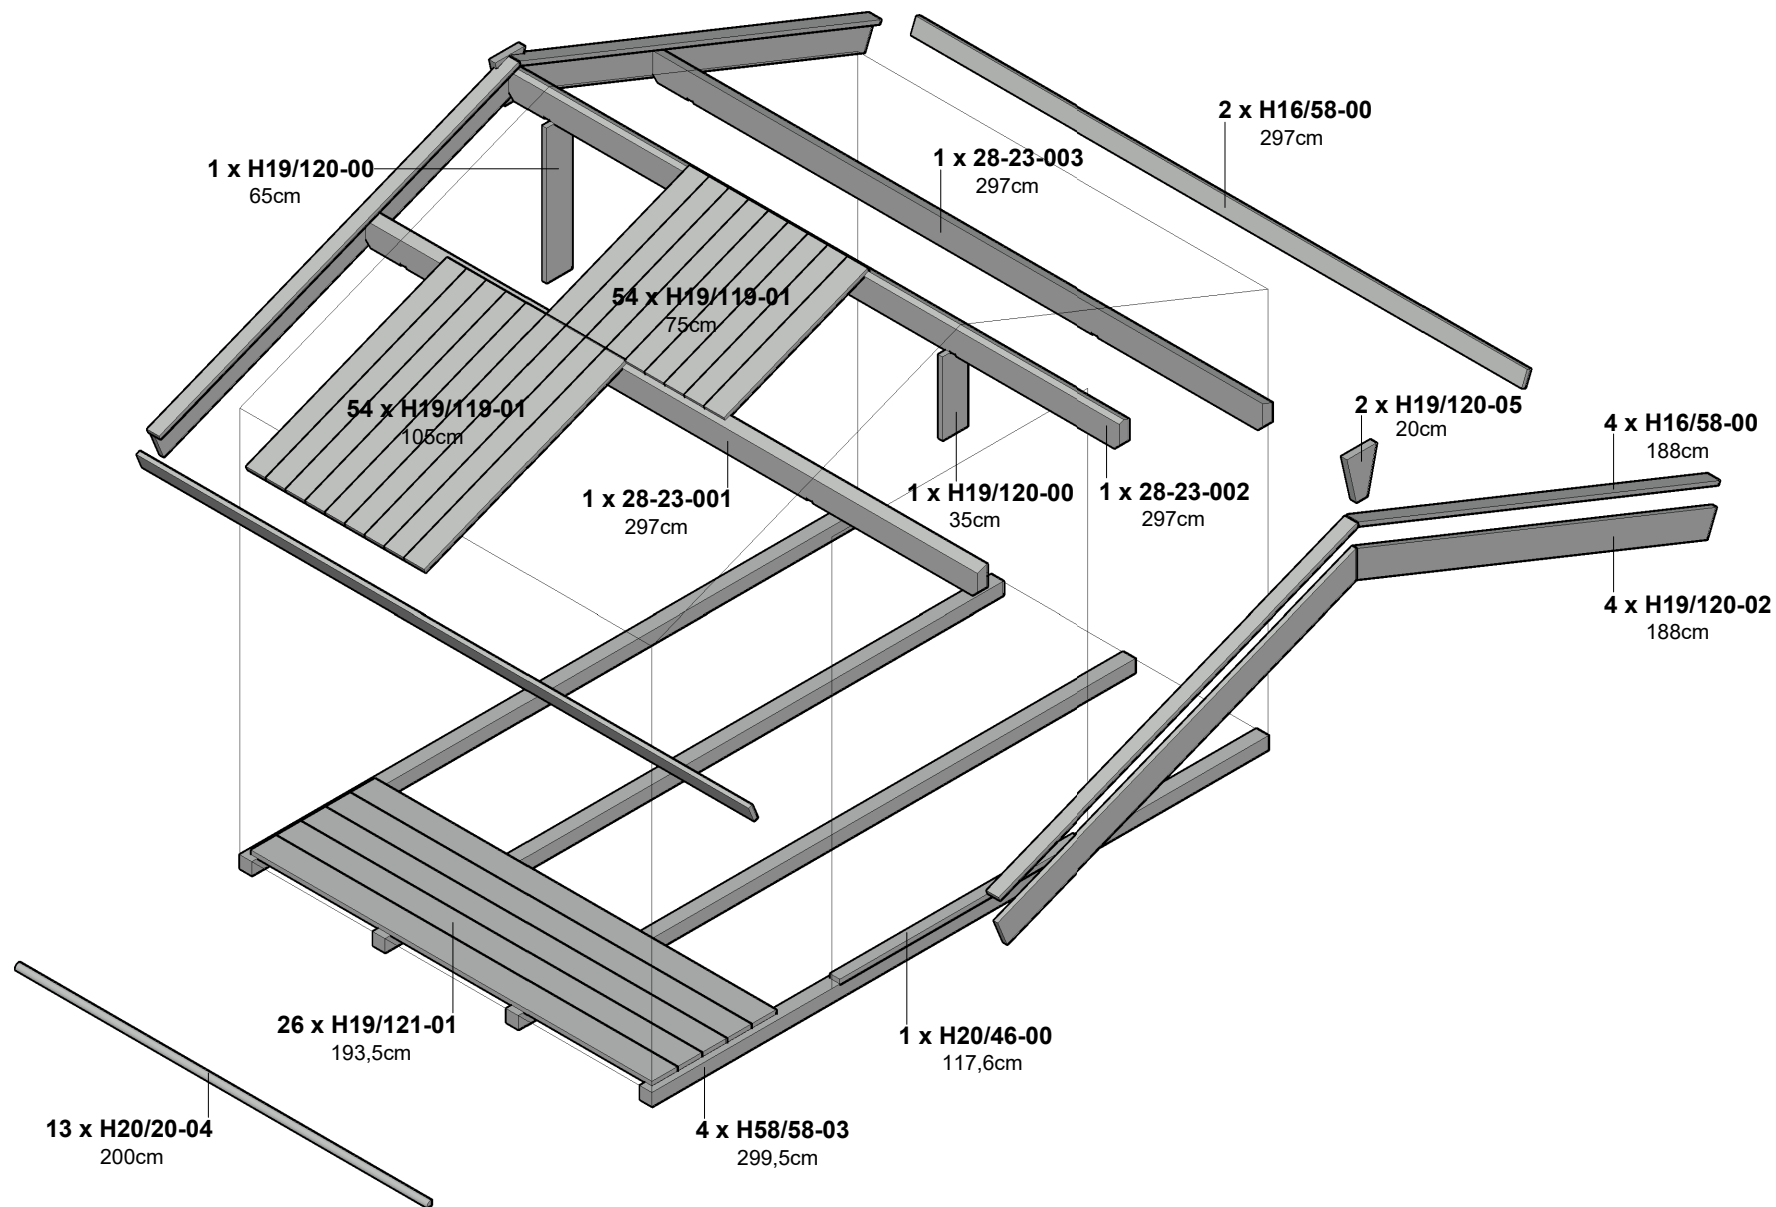 2 x H16/58-00
297cm
1 x 28-23-003
297cm
1 x H19/120-00
65cm
54 x H19/119-01
75cm
54 x H19/119-01
105cm
2 x H19/120-05
20cm
4 x H16/58-00
188cm
1 x 28-23-001
297cm
1 x H19/120-00
35cm
1 x 28-23-002
297cm
4 x H19/120-02
188cm
26 x H19/121-01
193,5cm
1 x H20/46-00
117,6cm
13 x H20/20-04
200cm
4 x H58/58-03
299,5cm